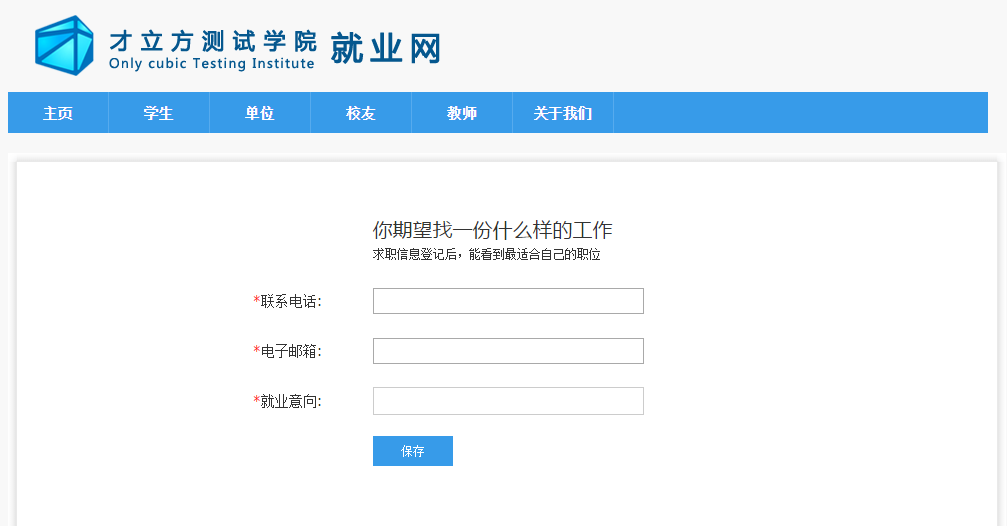 才立方测试学院 就业网
Only cubic Testing Institute
主页 学生 单位 校友 教师 关于我们
你期望找一份什么样的工作
求职信息登记后，能看到最适合自己的职位
*联系电话：
*电子邮箱：
*就业意向：
保存